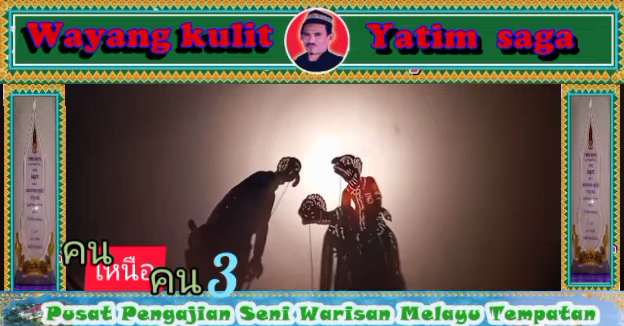 Wayang kulit Yatim saga
คน
เหนือ
คน 3
Pusat Pengajian Seni Warisan Melayu Tempatan